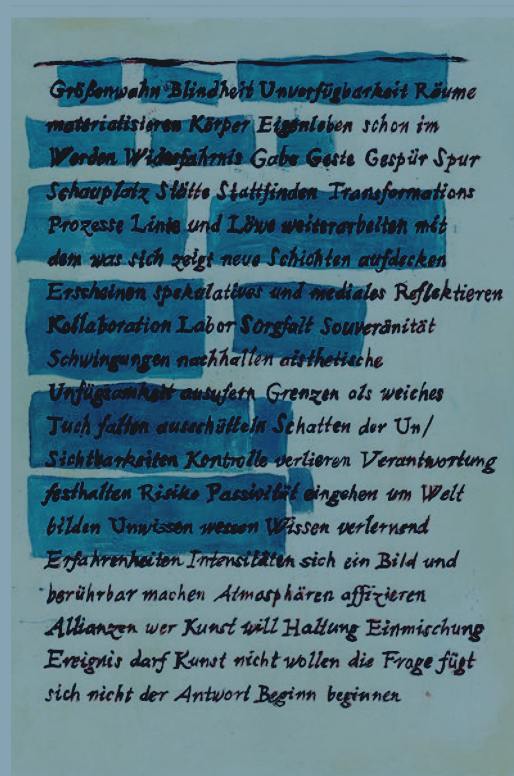 Größenwahn Blindheit Unverfügbarkeit Räume
materialisieren Körper Eigenleben schon im
Werden Widerfahrnis Gabe Geste Gespür Spur
Schauplatz Stätte Stattfinden Transformations
Prozesse Linie und Löwe weiterarbeiten mit
dem was sich zeigt neue Schichten aufdecken
Erscheinen spekulatives und mediales Reflektieren
Kollaboration Labor Sorgfalt Souveränität
Schwingungen nachhallen aisthetische
Unfügsamkeit ausufern Grenzen als weiches
Tuch falten ausschütteln Schatten der Un/
Sichtbarkeiten Kontrolle verlieren Verantwortung
festhalten Risiko Passivität eingehen um Welt
bilden Unwissen wessen Wissen verlernend
Erfahrenheiten Intensitäten sich ein Bild und
berührbar machen Atmosphären affizieren
Allianzen wer Kunst will Haltung Einmischung
Ereignis darf Kunst nicht wollen die Frage fügt
sich nicht der Antwort Beginn beginnen